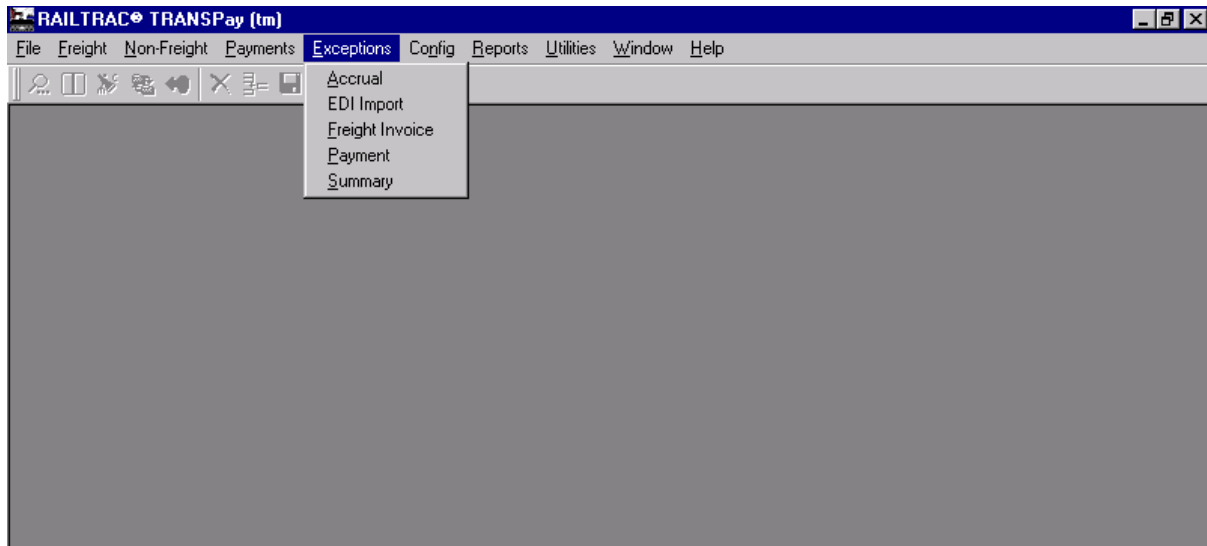 RAILTRAC® TRANSPay (tm)
File Freight Non-Freight Payments Exceptions Config Reports Utilities Window Help
Accrual
EDI Import
Freight Invoice
Payment
Summary